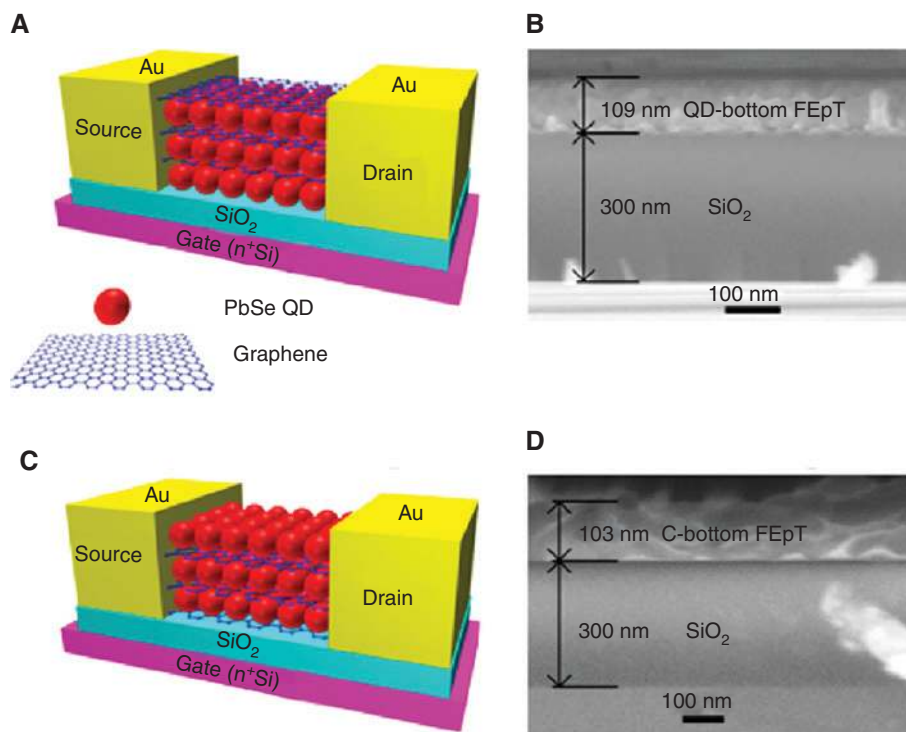 A
Au
Au
Source
Drain
SiO₂
Gate (n⁺Si)
PbSe QD
Graphene
B
109 nm QD-bottom FEpT
300 nm SiO₂
100 nm
C
Au
Au
Source
Drain
SiO₂
Gate (n⁺Si)
D
103 nm C-bottom FEpT
300 nm SiO₂
100 nm